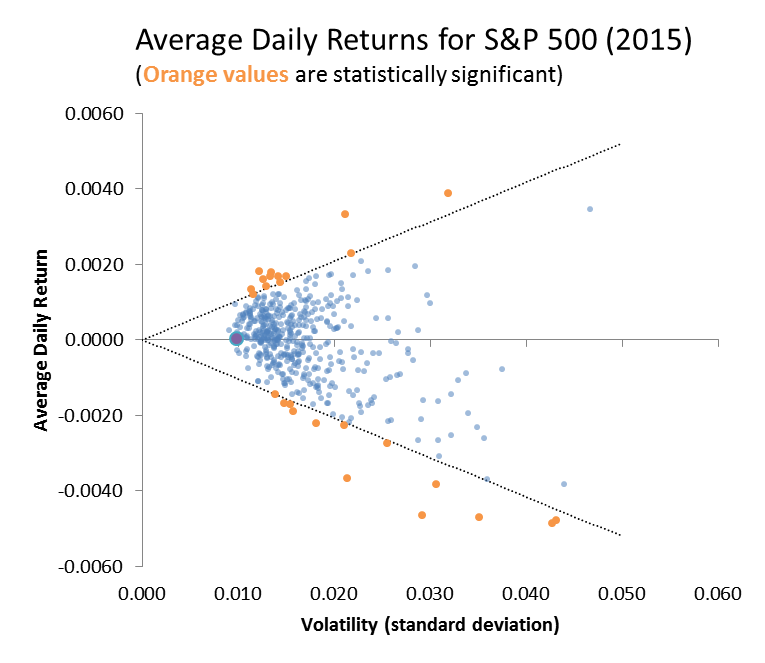 Average Daily Returns for S&P 500 (2015)
(Orange values are statistically significant)
Average Daily Return
0.0060
0.0040
0.0020
0.0000
-0.0020
-0.0040
-0.0060
0.000 0.010 0.020 0.030 0.040 0.050 0.060
Volatility (standard deviation)